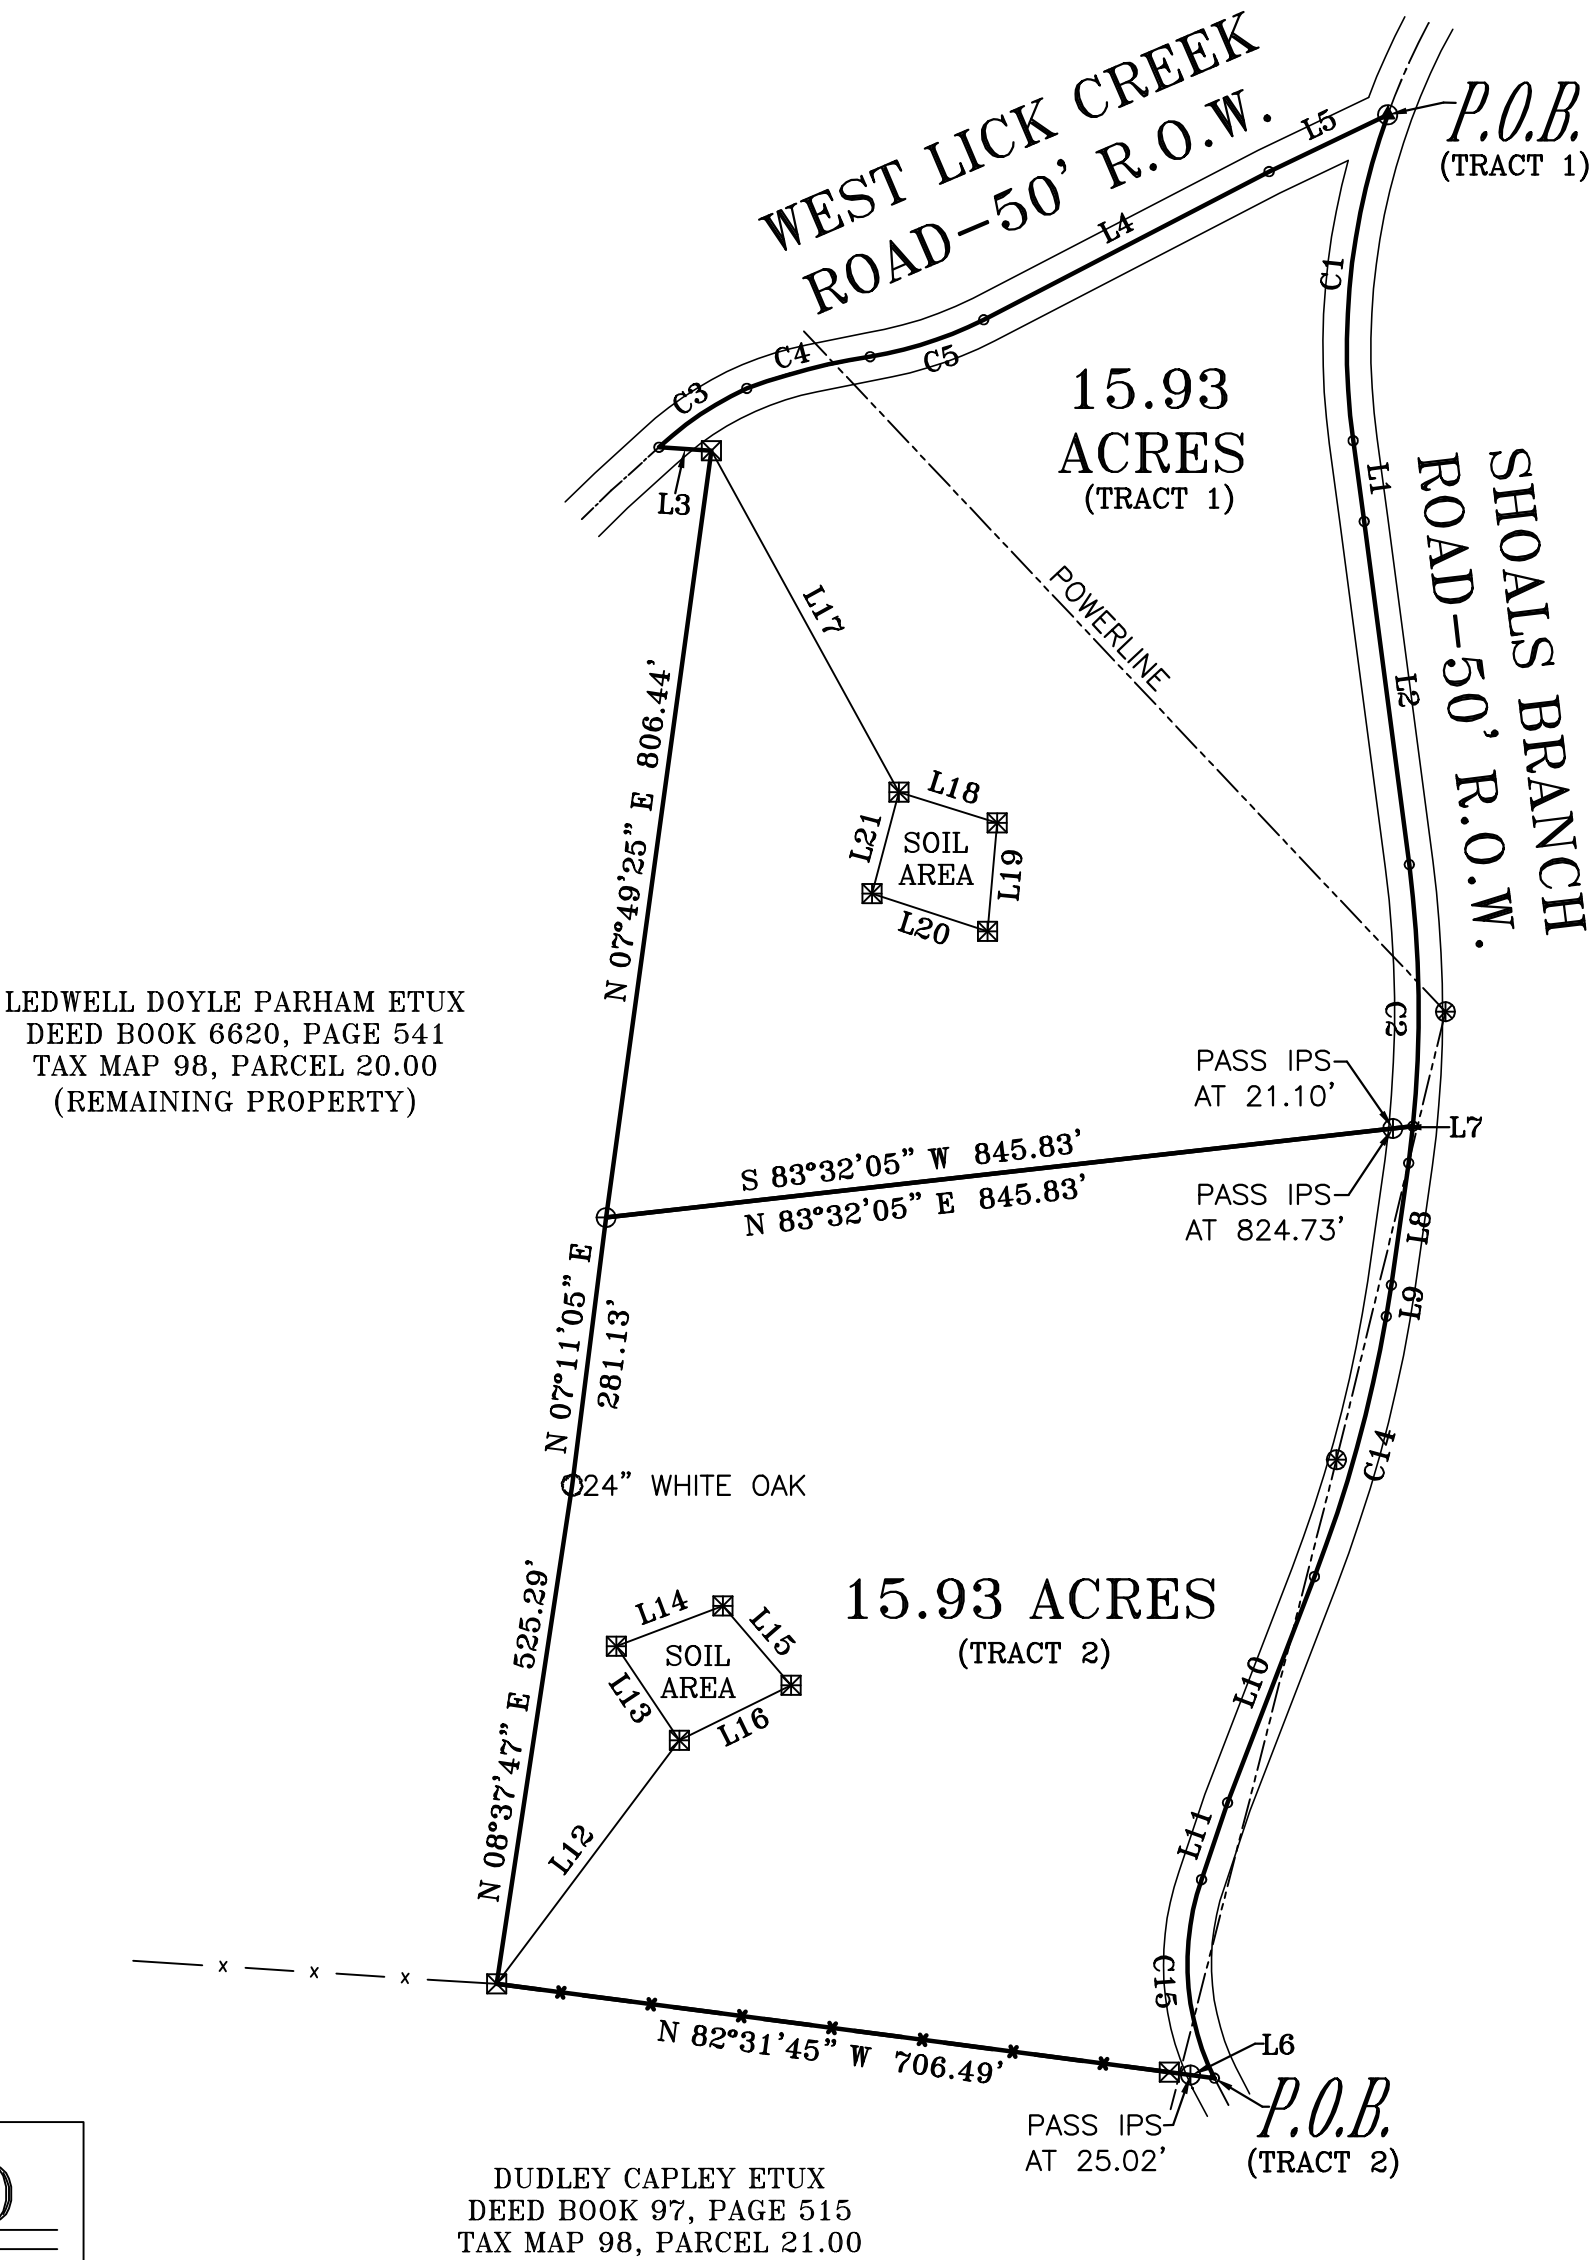 WEST LICK CREEK
ROAD-50' R.O.W.
P.O.B.
(TRACT 1)
L5
L4
C1
C4
C5
C3
L3
15.93
ACRES
(TRACT 1)
L1
SHOALS BRANCH
ROAD-50' R.O.W.
L17
POWERLINE
L2
N 07°49'25" E 806.44'
L18
L21
SOIL
AREA
L19
L20
LEDWELL DOYLE PARHAM ETUX
DEED BOOK 6620, PAGE 541
TAX MAP 98, PARCEL 20.00
(REMAINING PROPERTY)
C2
PASS IPS
AT 21.10'
L7
S 83°32'05" W 845.83'
N 83°32'05" E 845.83'
PASS IPS
AT 824.73'
L8
L9
N 07°11'05" E
281.13'
C14
24" WHITE OAK
N 08°37'47" E 525.29'
L14
L15
SOIL
AREA
L13
L16
15.93 ACRES
(TRACT 2)
L10
L12
L11
C15
x x x
N 82°31'45" W 706.49'
L6
P.O.B.
(TRACT 2)
PASS IPS
AT 25.02'
DUDLEY CAPLEY ETUX
DEED BOOK 97, PAGE 515
TAX MAP 98, PARCEL 21.00